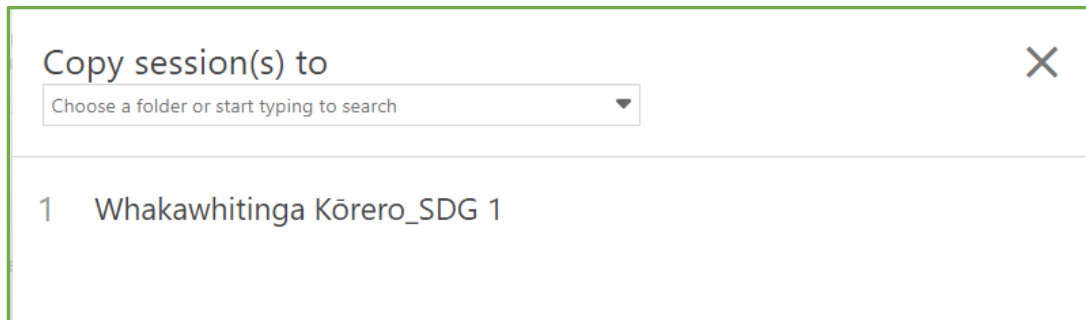 Copy session(s) to
Choose a folder or start typing to search
1 Whakawhitinga Kōrero_SDG 1